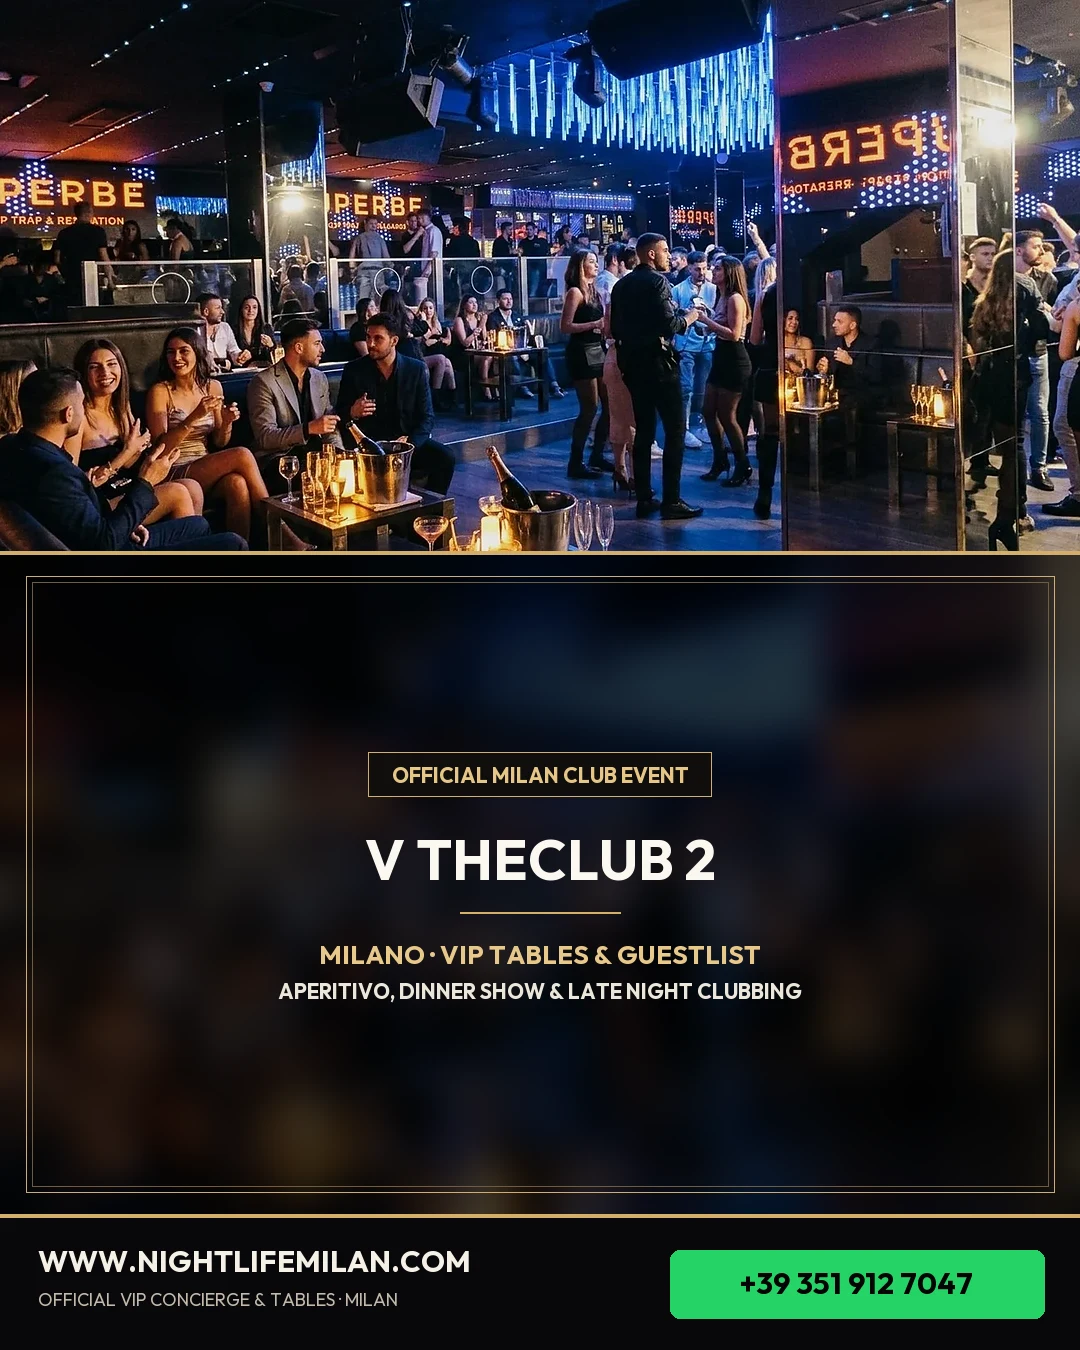 PERBE
OFFICIAL MILAN CLUB EVENT
V THECLUB 2
MILANO · VIP TABLES & GUESTLIST
APERITIVO, DINNER SHOW & LATE NIGHT CLUBBING
WWW.NIGHTLIFEMILAN.COM
OFFICIAL VIP CONCIERGE & TABLES · MILAN
+39 351 912 7047